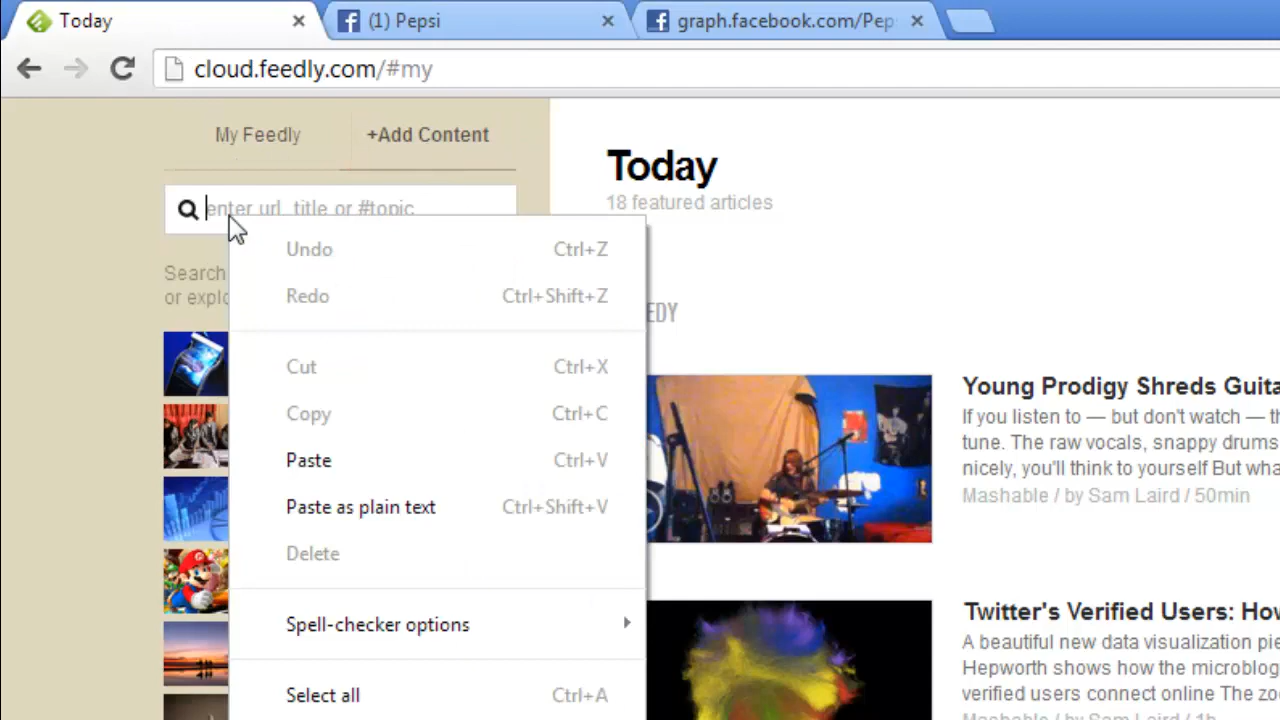 Today
(1) Pepsi
graph.facebook.com/Pep
cloud.feedly.com/#my
My Feedly
+Add Content
enter url, title or #topic
Search
or explo
Undo Ctrl+Z
Redo Ctrl+Shift+Z
Cut Ctrl+X
Copy Ctrl+C
Paste Ctrl+V
Paste as plain text Ctrl+Shift+V
Delete
Spell-checker options
Select all Ctrl+A
Today
18 featured articles
EDY
Young Prodigy Shreds Guita
If you listen to — but don't watch — th
tune. The raw vocals, snappy drums
nicely, you'll think to yourself But wha
Mashable / by Sam Laird / 50min
Twitter's Verified Users: How
A beautiful new data visualization pie
Hepworth shows how the microblog
verified users connect online The zo
Mashable / by Sam Laird / 1h